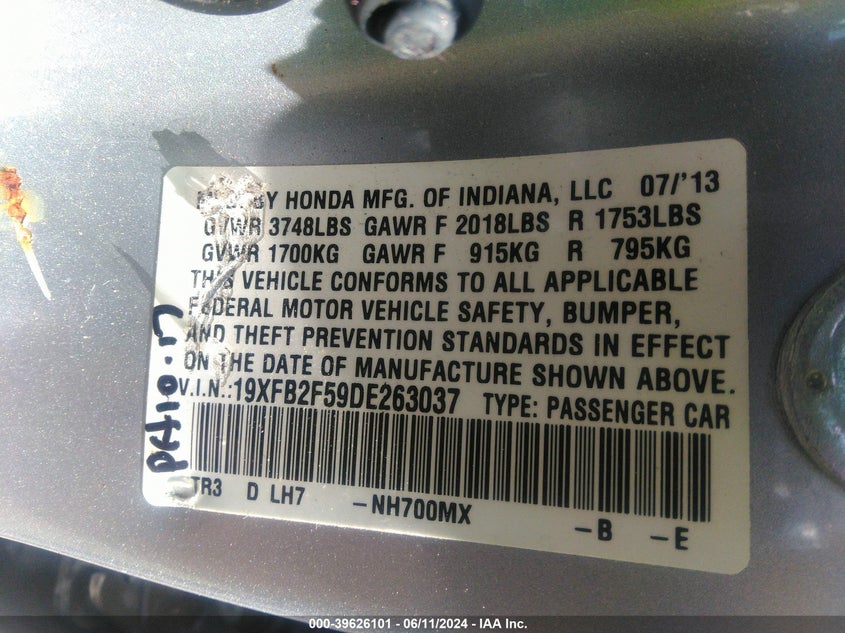 MFG. BY HONDA MFG. OF INDIANA, LLC 07/'13
GVWR 3748LBS GAWR F 2018LBS R 1753LBS
GVWR 1700KG GAWR F 915KG R 795KG
THIS VEHICLE CONFORMS TO ALL APPLICABLE
FEDERAL MOTOR VEHICLE SAFETY, BUMPER,
AND THEFT PREVENTION STANDARDS IN EFFECT
ON THE DATE OF MANUFACTURE SHOWN ABOVE.
V.I.N.:19XFB2F59DE263037 TYPE: PASSENGER CAR
TR3 D LH7 -NH700MX -B -E
000-39626101 - 06/11/2024 - IAA Inc.